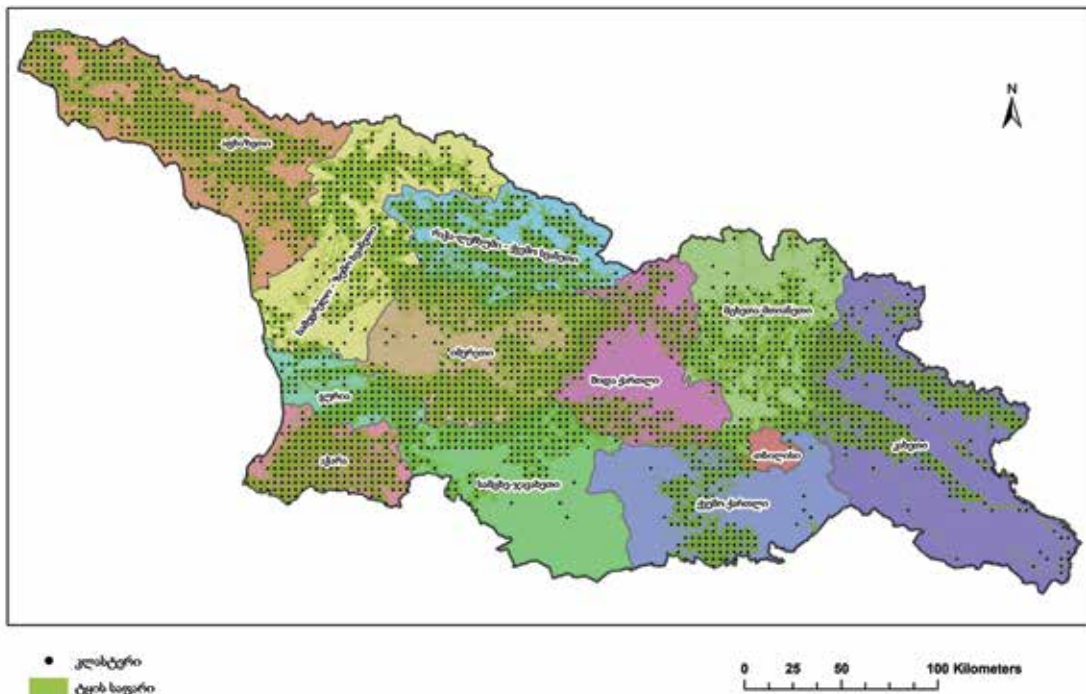 N
აფხაზეთი
სამეგრელო - ზემო სვანეთი
რაჭა-ლეჩხუმი - ქვემო სვანეთი
მცხეთა-მთიანეთი
იმერეთი
შიდა ქართლი
გურია
აჭარა
სამცხე-ჯავახეთი
თბილისი
ქვემო ქართლი
კახეთი
კლასტერი
ტყის საფარი
0 25 50 100 Kilometers